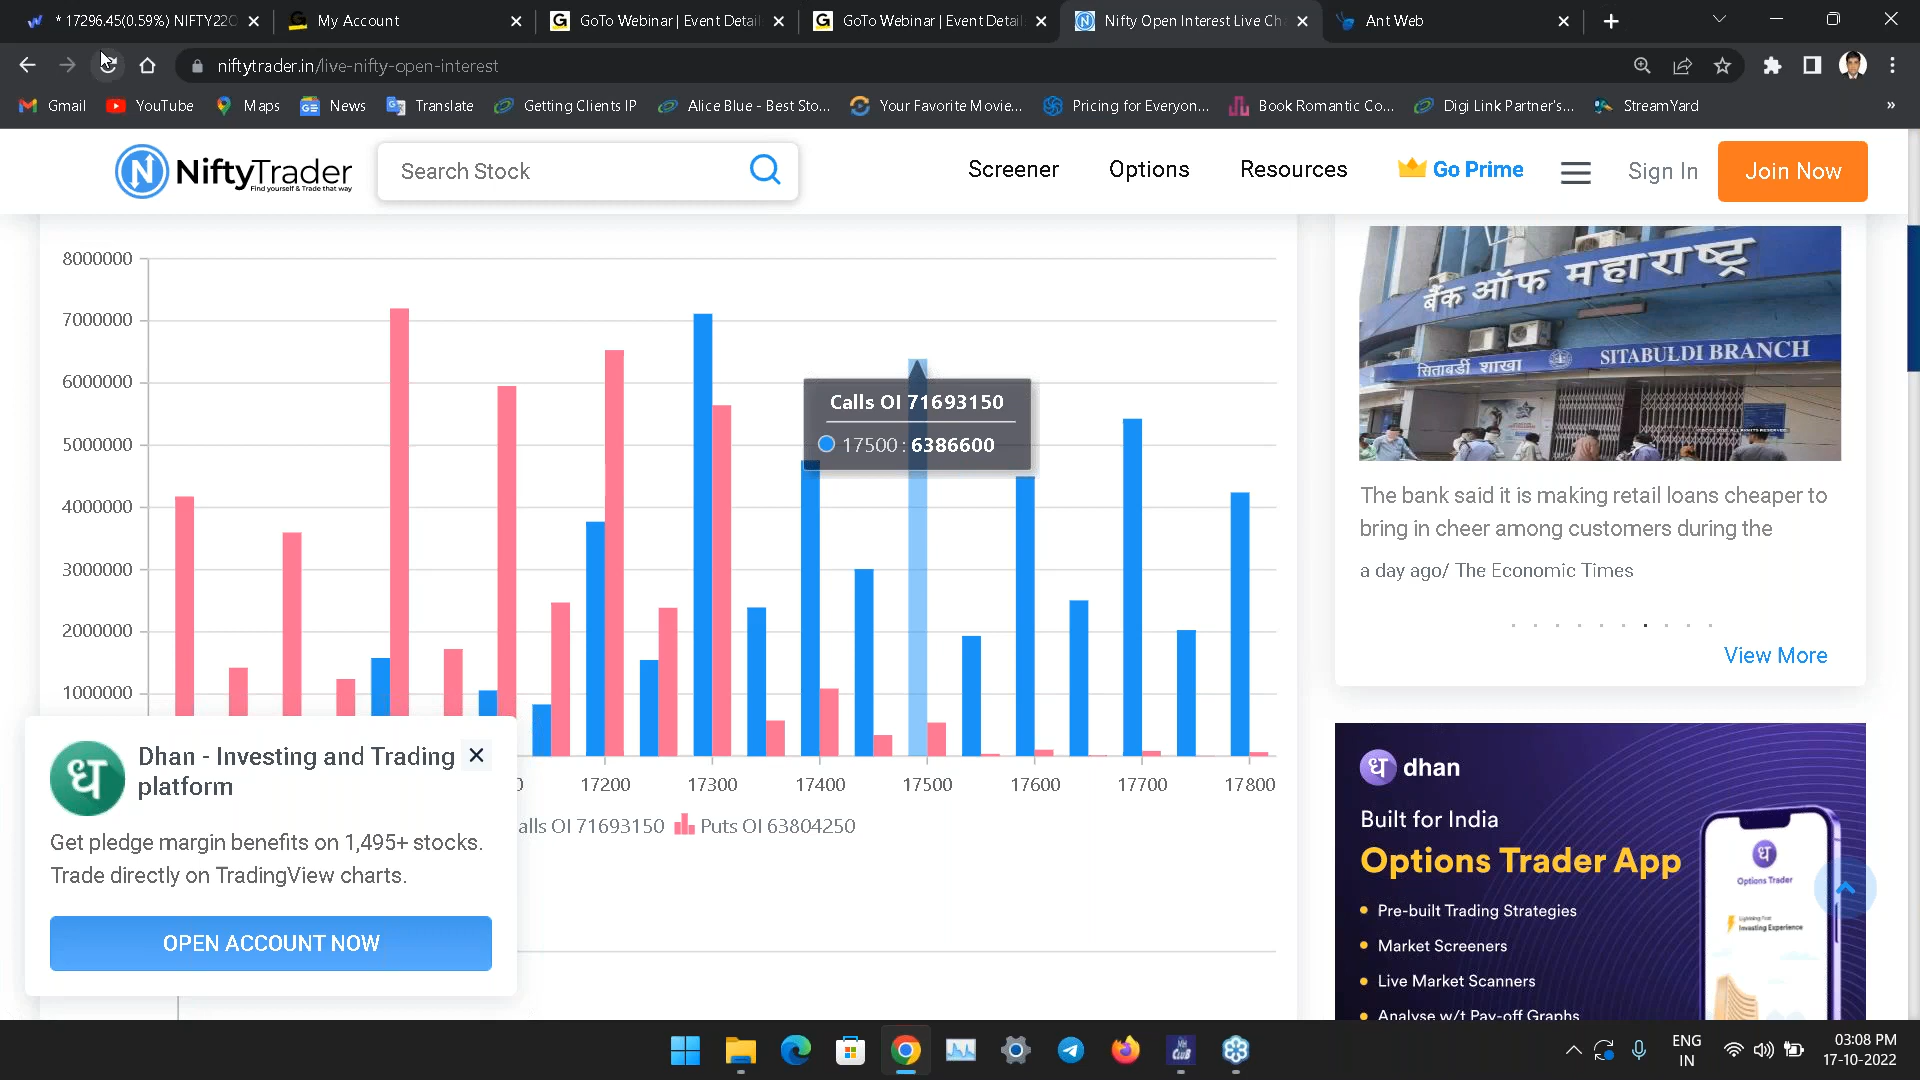 * 17296.45(0.59%) NIFTY22O
My Account
GoTo Webinar | Event Detail
GoTo Webinar | Event Detail
Nifty Open Interest Live Ch
Ant Web
niftytrader.in/live-nifty-open-interest
Gmail
YouTube
Maps
News
Translate
Getting Clients IP
Alice Blue - Best Sto...
Your Favorite Movie...
Pricing for Everyon...
Book Romantic Co...
Digi Link Partner's...
StreamYard
»
NiftyTrader
Find yourself & Trade that way
Search Stock
Screener
Options
Resources
Go Prime
Sign In
Join Now
8000000
7000000
6000000
5000000
4000000
3000000
2000000
1000000
Calls OI 71693150
17500 : 6386600
17200
17300
17400
17500
17600
17700
17800
alls OI 71693150
Puts OI 63804250
Dhan - Investing and Trading
platform
Get pledge margin benefits on 1,495+ stocks.
Trade directly on TradingView charts.
OPEN ACCOUNT NOW
बैंक ऑफ महाराष्ट्र
सिताबर्डी शाखा
SITABULDI BRANCH
The bank said it is making retail loans cheaper to
bring in cheer among customers during the
a day ago/ The Economic Times
View More
dhan
Built for India
Options Trader App
Pre-built Trading Strategies
Market Screeners
Live Market Scanners
Analyse w/t Pay-off Graphs
Options Trader
Lightning Fast
Investing Experience
ENG
IN
03:08 PM
17-10-2022